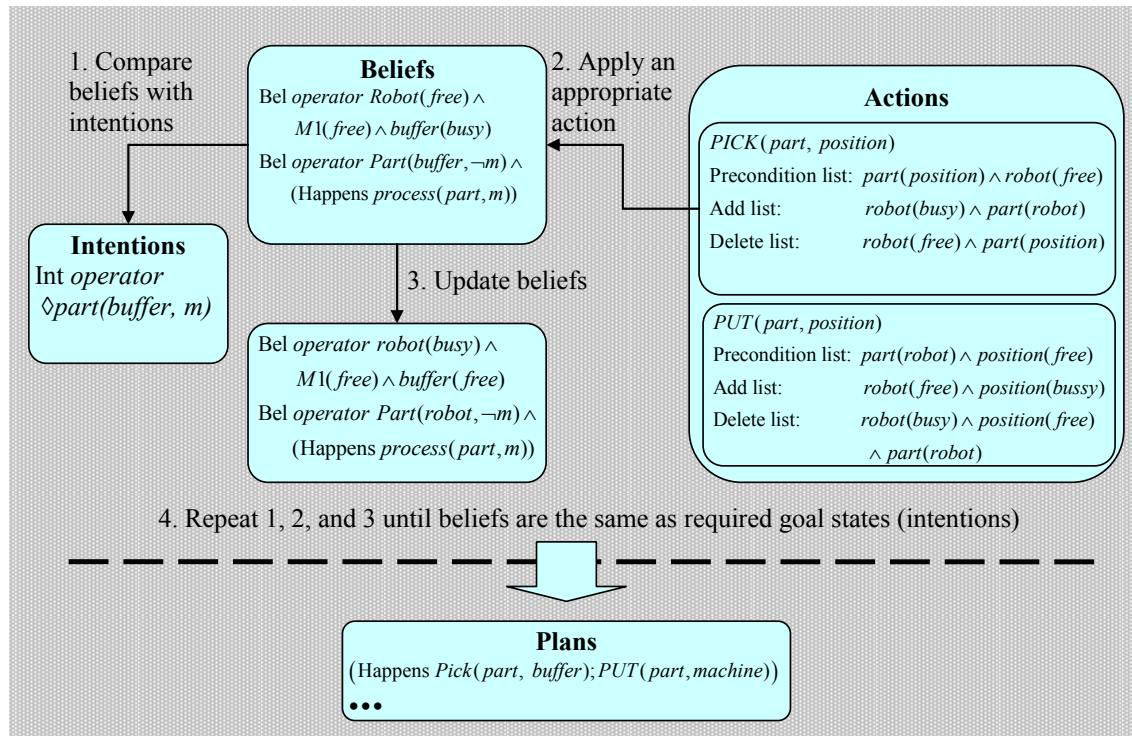 1. Compare
beliefs with
intentions
Beliefs
Bel operator Robot(free) ∧
M1(free) ∧ buffer(busy)
Bel operator Part(buffer,¬m) ∧
(Happens process(part,m))
2. Apply an
appropriate
action
Actions
PICK(part, position)
Precondition list: part(position) ∧ robot(free)
Add list: robot(busy) ∧ part(robot)
Delete list: robot(free) ∧ part(position)
PUT(part, position)
Precondition list: part(robot) ∧ position(free)
Add list: robot(free) ∧ position(bussy)
Delete list: robot(busy) ∧ position(free)
∧ part(robot)
Intentions
Int operator
◊part(buffer, m)
3. Update beliefs
Bel operator robot(busy) ∧
M1(free) ∧ buffer(free)
Bel operator Part(robot,¬m) ∧
(Happens process(part,m))
4. Repeat 1, 2, and 3 until beliefs are the same as required goal states (intentions)
Plans
(Happens Pick(part, buffer);PUT(part,machine))
•••